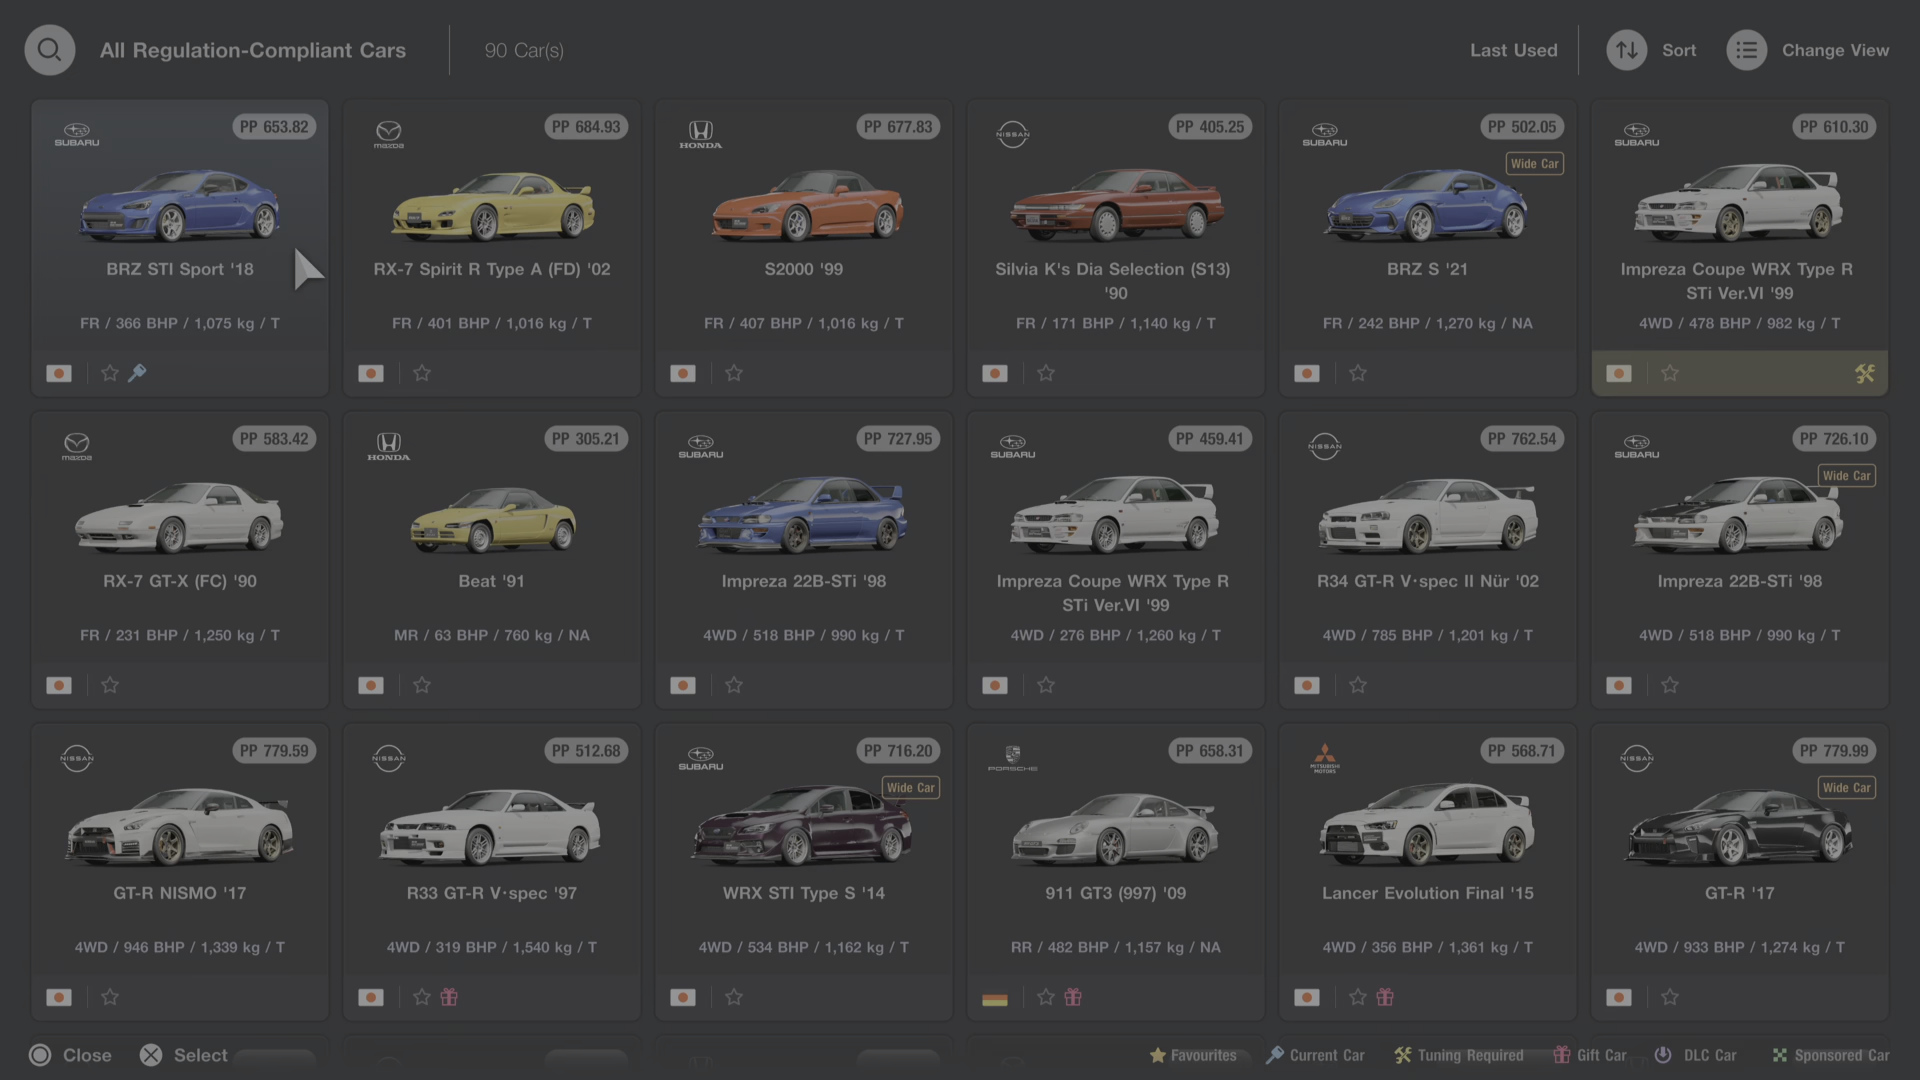 All Regulation-Compliant Cars
90 Car(s)
Last Used
Sort
Change View
SUBARU
PP 653.82
BRZ STI Sport '18
FR / 366 BHP / 1,075 kg / T
mazda
PP 684.93
RX-7 Spirit R Type A (FD) '02
FR / 401 BHP / 1,016 kg / T
HONDA
PP 677.83
S2000 '99
FR / 407 BHP / 1,016 kg / T
NISSAN
PP 405.25
Silvia K's Dia Selection (S13)
'90
FR / 171 BHP / 1,140 kg / T
SUBARU
PP 502.05
Wide Car
BRZ S '21
FR / 242 BHP / 1,270 kg / NA
SUBARU
PP 610.30
Impreza Coupe WRX Type R
STi Ver.VI '99
4WD / 478 BHP / 982 kg / T
mazda
PP 583.42
RX-7 GT-X (FC) '90
FR / 231 BHP / 1,250 kg / T
HONDA
PP 305.21
Beat '91
MR / 63 BHP / 760 kg / NA
SUBARU
PP 727.95
Impreza 22B-STi '98
4WD / 518 BHP / 990 kg / T
SUBARU
PP 459.41
Impreza Coupe WRX Type R
STi Ver.VI '99
4WD / 276 BHP / 1,260 kg / T
NISSAN
PP 762.54
R34 GT-R V·spec II Nür '02
4WD / 785 BHP / 1,201 kg / T
SUBARU
PP 726.10
Wide Car
Impreza 22B-STi '98
4WD / 518 BHP / 990 kg / T
NISSAN
PP 779.59
GT-R NISMO '17
4WD / 946 BHP / 1,339 kg / T
NISSAN
PP 512.68
R33 GT-R V·spec '97
4WD / 319 BHP / 1,540 kg / T
SUBARU
PP 716.20
Wide Car
WRX STI Type S '14
4WD / 534 BHP / 1,162 kg / T
PORSCHE
PP 658.31
911 GT3 (997) '09
RR / 482 BHP / 1,157 kg / NA
MITSUBISHI
MOTORS
PP 568.71
Lancer Evolution Final '15
4WD / 356 BHP / 1,361 kg / T
NISSAN
PP 779.99
Wide Car
GT-R '17
4WD / 933 BHP / 1,274 kg / T
Close
Select
Favourites
Current Car
Tuning Required
Gift Car
DLC Car
Sponsored Car